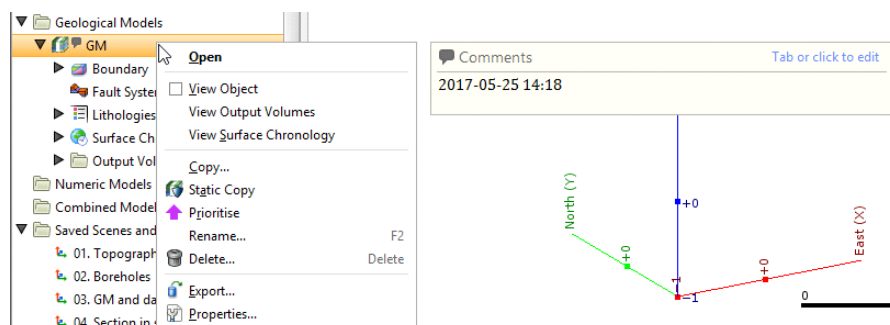 Geological Models
GM
Boundary
Fault Syster
Lithologies
Surface Ch
Output Vol
Numeric Models
Combined Model
Saved Scenes and
01. Topograph
02. Boreholes
03. GM and da
04. Section in s
Open
View Object
View Output Volumes
View Surface Chronology
Copy...
Static Copy
Prioritise
Rename... F2
Delete... Delete
Export...
Properties...
Comments Tab or click to edit
2017-05-25 14:18
North (Y)
+0
+0
East (X)
+0
-1
-1
0